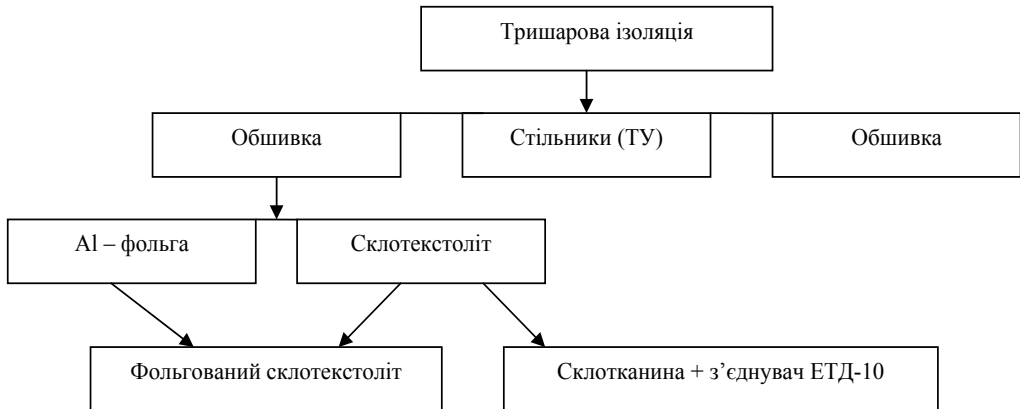 Тришарова ізоляція
Обшивка
Стільники (ТУ)
Обшивка
Al – фольга
Склотекстоліт
Фольгований склотекстоліт
Склотканина + з’єднувач ЕТД-10